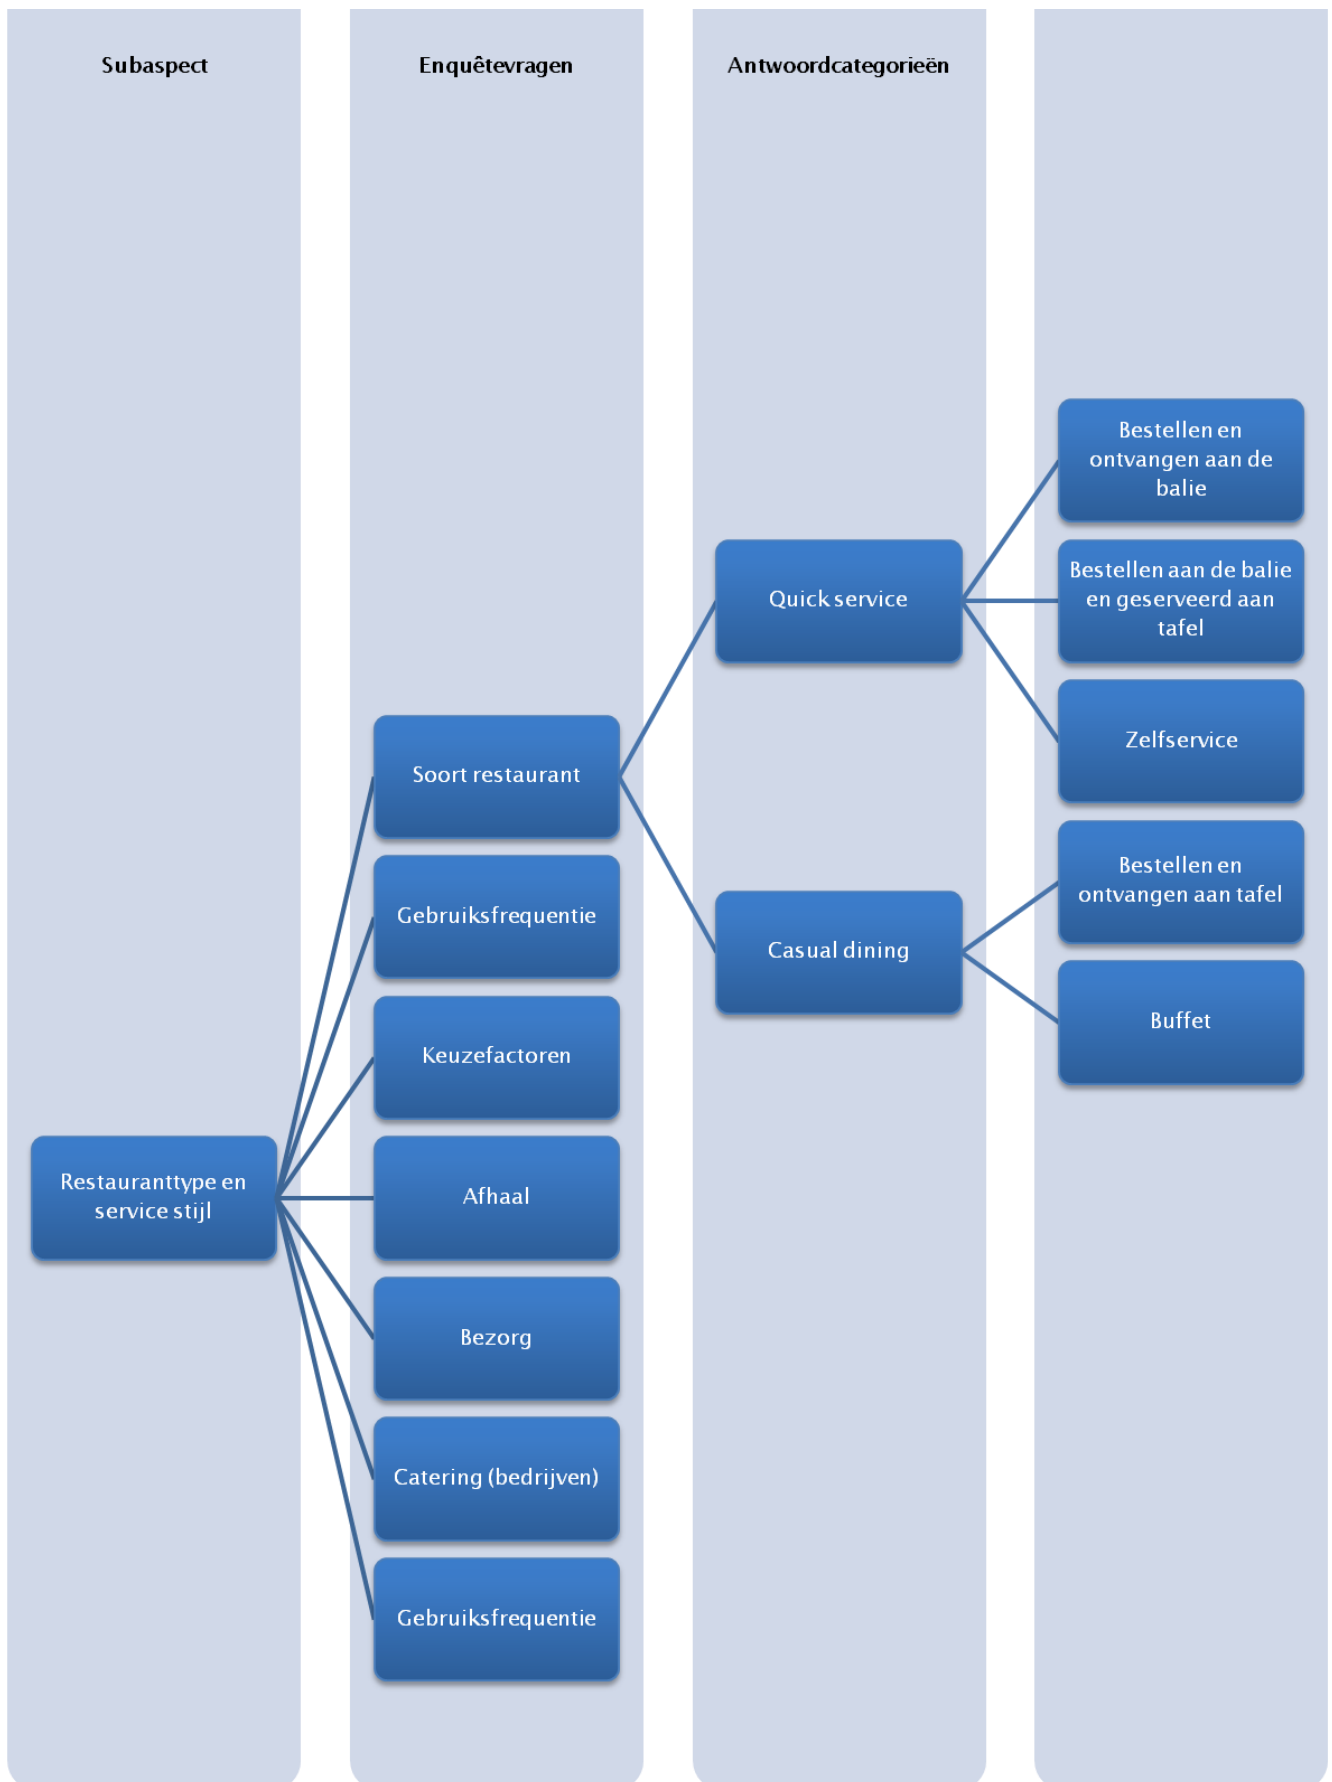 Subaspect
Enquêtevragen
Antwoordcategorieën
Restauranttype en
service stijl
Soort restaurant
Gebruiksfrequentie
Keuzefactoren
Afhaal
Bezorg
Catering (bedrijven)
Gebruiksfrequentie
Quick service
Casual dining
Bestellen en
ontvangen aan de
balie
Bestellen aan de balie
en geserveerd aan
tafel
Zelfservice
Bestellen en
ontvangen aan tafel
Buffet